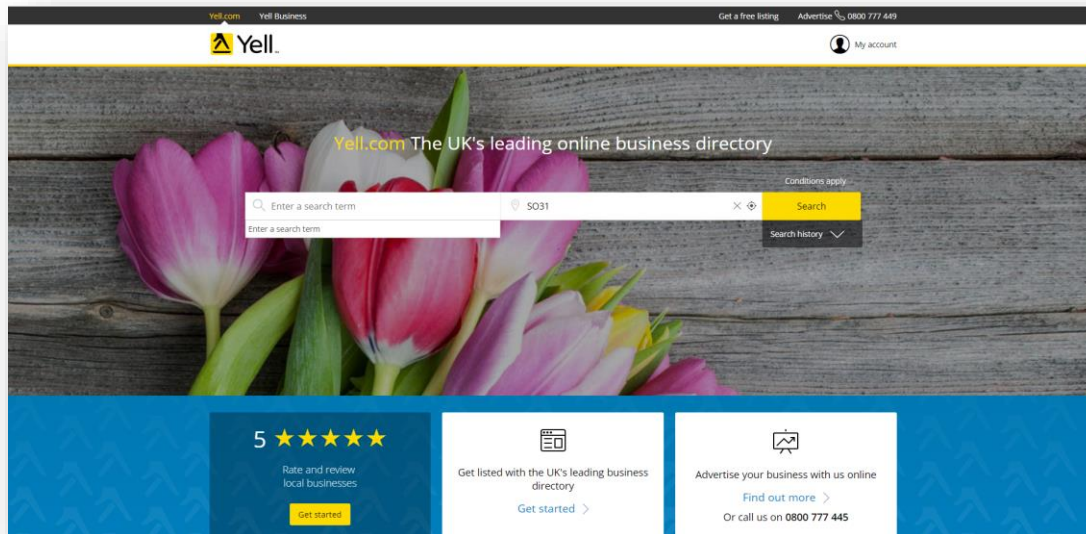 Yell.com Yell Business Get a free listing Advertise 0800 777 449
Yell
My account
Yell.com The UK's leading online business directory
Conditions apply
Enter a search term SO31 Search
Enter a search term
Search history
5
Rate and review
local businesses
Get started
Get listed with the UK's leading business
directory
Get started
Advertise your business with us online
Find out more
Or call us on 0800 777 445